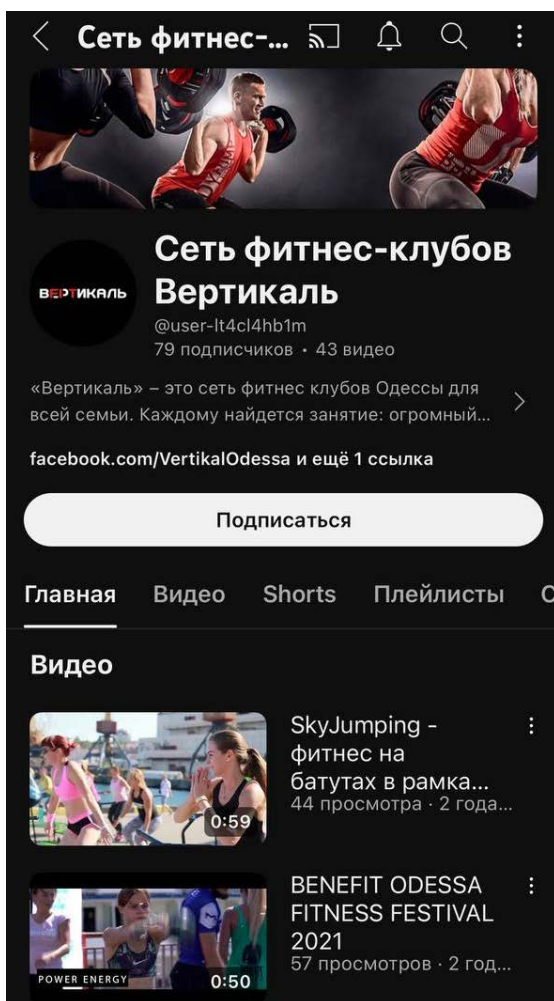 Сеть фитнес-...
Сеть фитнес-клубов
Вертикаль
ВЕРТИКАЛЬ
@user-lt4cl4hb1m
79 подписчиков • 43 видео
«Вертикаль» – это сеть фитнес клубов Одессы для
всей семьи. Каждому найдется занятие: огромный...
facebook.com/VertikalOdessa и ещё 1 ссылка
Подписаться
Главная Видео Shorts Плейлисты С
Видео
SkyJumping -
фитнес на
батутах в рамка...
44 просмотра · 2 года...
0:59
BENEFIT ODESSA
FITNESS FESTIVAL
2021
57 просмотров · 2 год...
POWER ENERGY
0:50